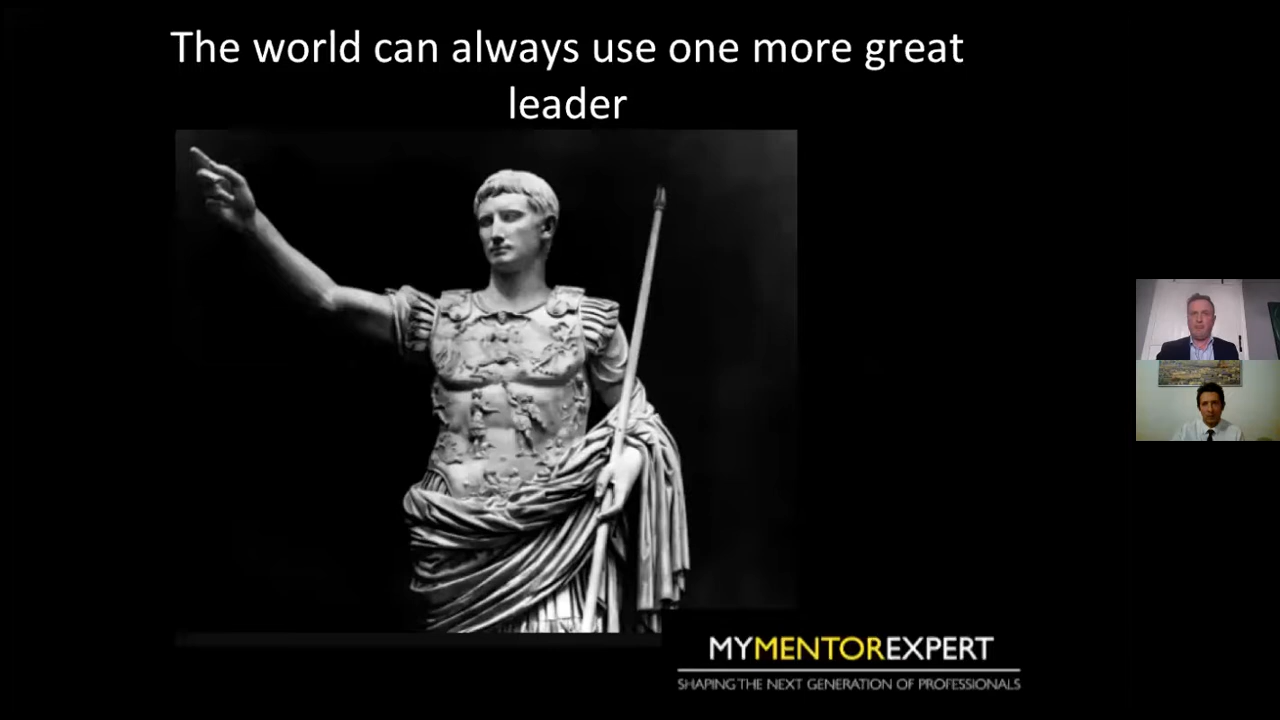 The world can always use one more great
leader
MYMENTOREXPERT
SHAPING THE NEXT GENERATION OF PROFESSIONALS